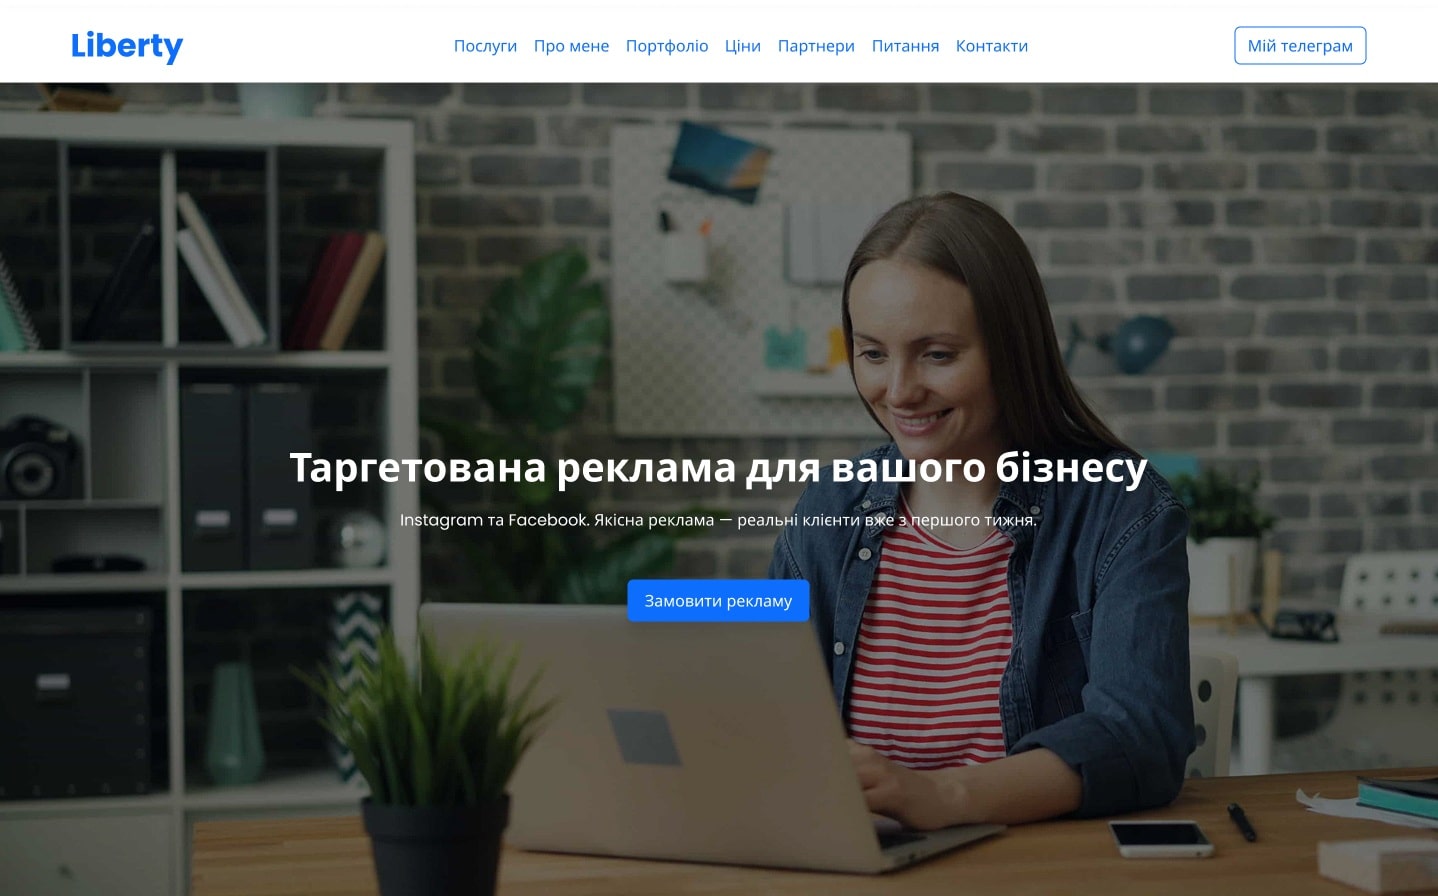 Liberty
Послуги Про мене Портфоліо Ціни Партнери Питання Контакти
Мій телеграм
Таргетована реклама для вашого бізнесу
Instagram та Facebook. Якісна реклама — реальні клієнти вже з першого тижня.
Замовити рекламу